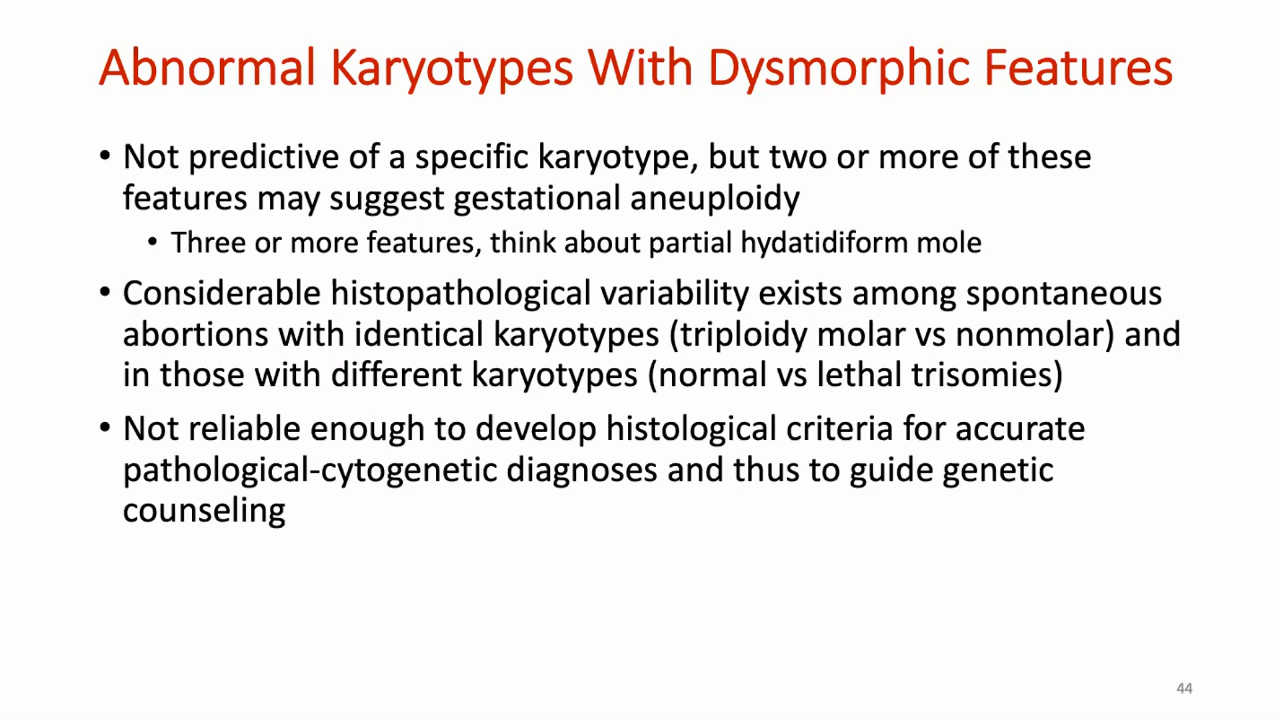 Abnormal Karyotypes With Dysmorphic Features
• Not predictive of a specific karyotype, but two or more of these
features may suggest gestational aneuploidy
• Three or more features, think about partial hydatidiform mole
• Considerable histopathological variability exists among spontaneous
abortions with identical karyotypes (triploidy molar vs nonmolar) and
in those with different karyotypes (normal vs lethal trisomies)
• Not reliable enough to develop histological criteria for accurate
pathological-cytogenetic diagnoses and thus to guide genetic
counseling
44